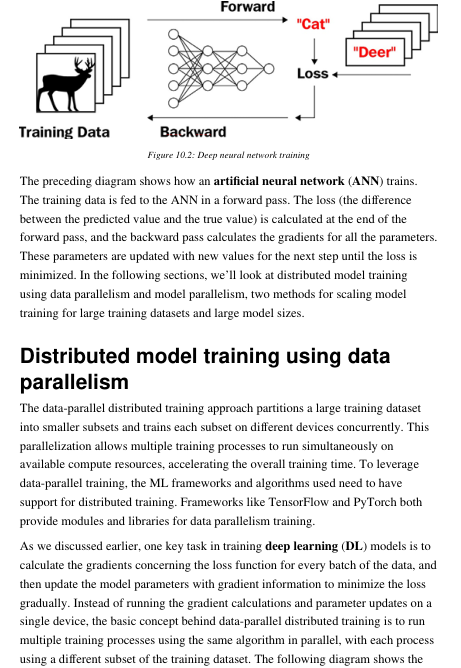 Forward
"Cat"
"Deer"
Loss
Training Data
Backward
Figure 10.2: Deep neural network training
The preceding diagram shows how an artificial neural network (ANN) trains.
The training data is fed to the ANN in a forward pass. The loss (the difference
between the predicted value and the true value) is calculated at the end of the
forward pass, and the backward pass calculates the gradients for all the parameters.
These parameters are updated with new values for the next step until the loss is
minimized. In the following sections, we'll look at distributed model training
using data parallelism and model parallelism, two methods for scaling model
training for large training datasets and large model sizes.
Distributed model training using data
parallelism
The data-parallel distributed training approach partitions a large training dataset
into smaller subsets and trains each subset on different devices concurrently. This
parallelization allows multiple training processes to run simultaneously on
available compute resources, accelerating the overall training time. To leverage
data-parallel training, the ML frameworks and algorithms used need to have
support for distributed training. Frameworks like TensorFlow and PyTorch both
provide modules and libraries for data parallelism training.
As we discussed earlier, one key task in training deep learning (DL) models is to
calculate the gradients concerning the loss function for every batch of the data, and
then update the model parameters with gradient information to minimize the loss
gradually. Instead of running the gradient calculations and parameter updates on a
single device, the basic concept behind data-parallel distributed training is to run
multiple training processes using the same algorithm in parallel, with each process
using a different subset of the training dataset. The following diagram shows the